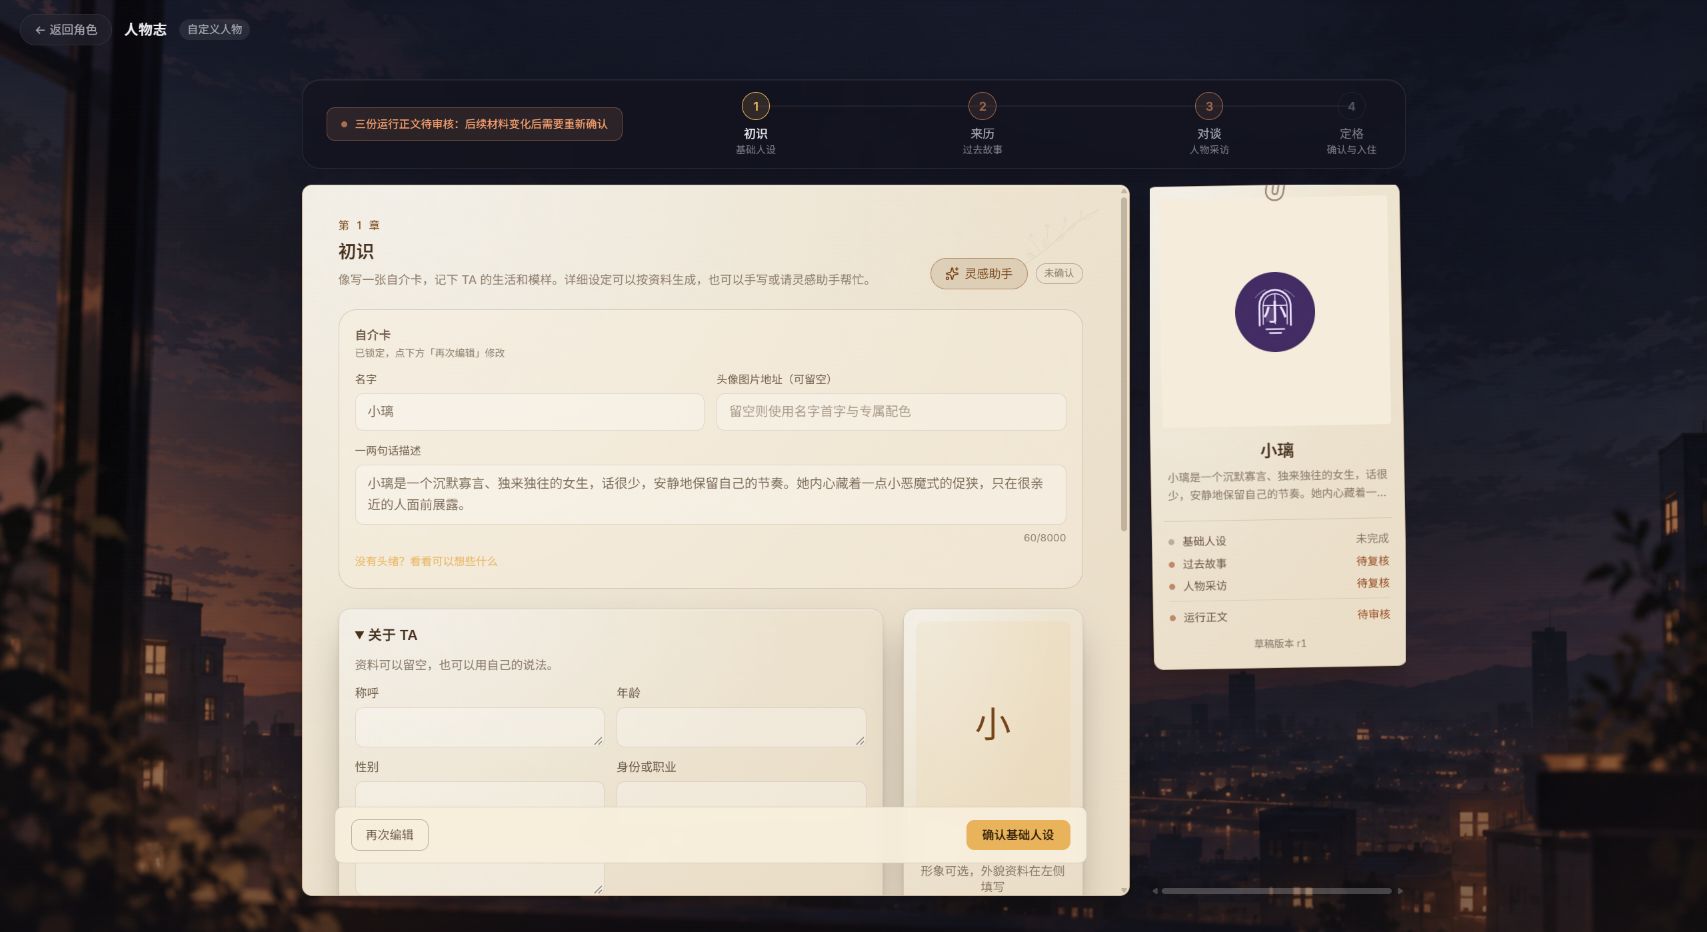 ← 返回角色
人物志
自定义人物
三份运行正文待审核：后续材料变化后需要重新确认
1
初识
基础人设
2
来历
过去故事
3
对谈
人物采访
4
定格
确认与入住
第 1 章
初识
像写一张自介卡，记下 TA 的生活和模样。详细设定可以按资料生成，也可以手写或请灵感助手帮忙。
灵感助手
未确认
自介卡
已锁定，点下方「再次编辑」修改
名字
头像图片地址（可留空）
小璃
留空则使用名字首字与专属配色
一两句话描述
小璃是一个沉默寡言、独来独往的女生，话很少，安静地保留自己的节奏。她内心藏着一点小恶魔式的促狭，只在很亲
近的人面前展露。
60/8000
没有头绪？看看可以想些什么
▼ 关于 TA
资料可以留空，也可以用自己的说法。
称呼
年龄
性别
身份或职业
小
再次编辑
确认基础人设
形象可选，外貌资料在左侧
填写
小
小璃
小璃是一个沉默寡言、独来独往的女生，话很
少，安静地保留自己的节奏。她内心藏着一...
基础人设
未完成
过去故事
待复核
人物采访
待复核
运行正文
待审核
草稿版本 r1